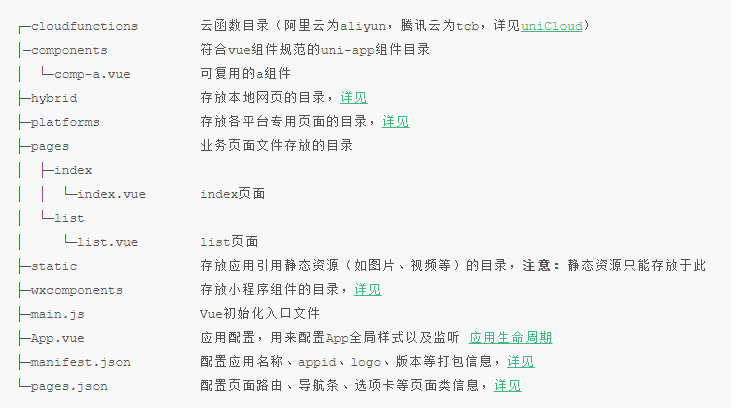 ┌─cloudfunctions 云函数目录（阿里云为aliyun，腾讯云为tcb，详见uniCloud）
│─components 符合vue组件规范的uni-app组件目录
│ └─comp-a.vue 可复用的a组件
├─hybrid 存放本地网页的目录，详见
├─platforms 存放各平台专用页面的目录，详见
├─pages 业务页面文件存放的目录
│ ├─index
│ │ └─index.vue index页面
│ └─list
│ └─list.vue list页面
├─static 存放应用引用静态资源（如图片、视频等）的目录，注意：静态资源只能存放于此
├─wxcomponents 存放小程序组件的目录，详见
├─main.js Vue初始化入口文件
├─App.vue 应用配置，用来配置App全局样式以及监听 应用生命周期
├─manifest.json 配置应用名称、appid、logo、版本等打包信息，详见
└─pages.json 配置页面路由、导航条、选项卡等页面类信息，详见